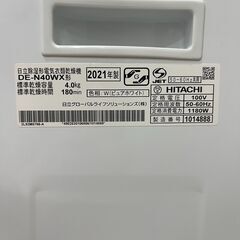 日立除湿形電気衣類乾燥機
DE-N40WX形
標準乾燥容量 4.0kg
標準乾燥時間 180min
2021年製
色相:W(ピュアホワイト)
日立グローバルライフソリューションズ(株)
S
JET
50-60Hz共用
HITACHI
定格電圧 100V
定格周波数 50-60Hz
定格消費電力 1180W
製造番号 1014888